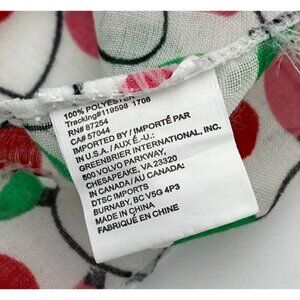 100% POLYESTER
Tracking#119598 1708
RN# 87254
CA# 57044
IMPORTED BY / IMPORTÉ PAR
IN U.S.A. / AUX É.-U.:
GREENBRIER INTERNATIONAL, INC.
500 VOLVO PARKWAY,
CHESAPEAKE, VA 23320
IN CANADA / AU CANADA:
DTSC IMPORTS
BURNABY, BC V5G 4P3
MADE IN CHINA
FABRIQUÉ EN CHINE